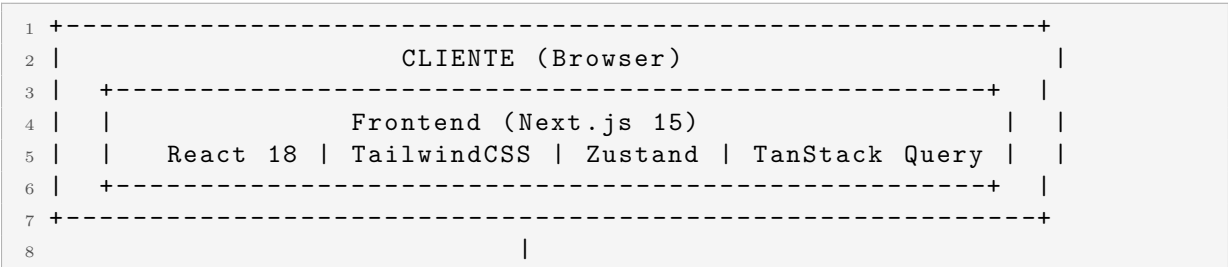 1 +----------------------------------------------------------+
2 |                    CLIENTE (Browser)                      |
3 |  +----------------------------------------------------+  |
4 |  |              Frontend (Next.js 15)                  |  |
5 |  |   React 18 | TailwindCSS | Zustand | TanStack Query |  |
6 |  +----------------------------------------------------+  |
7 +----------------------------------------------------------+
8                            |